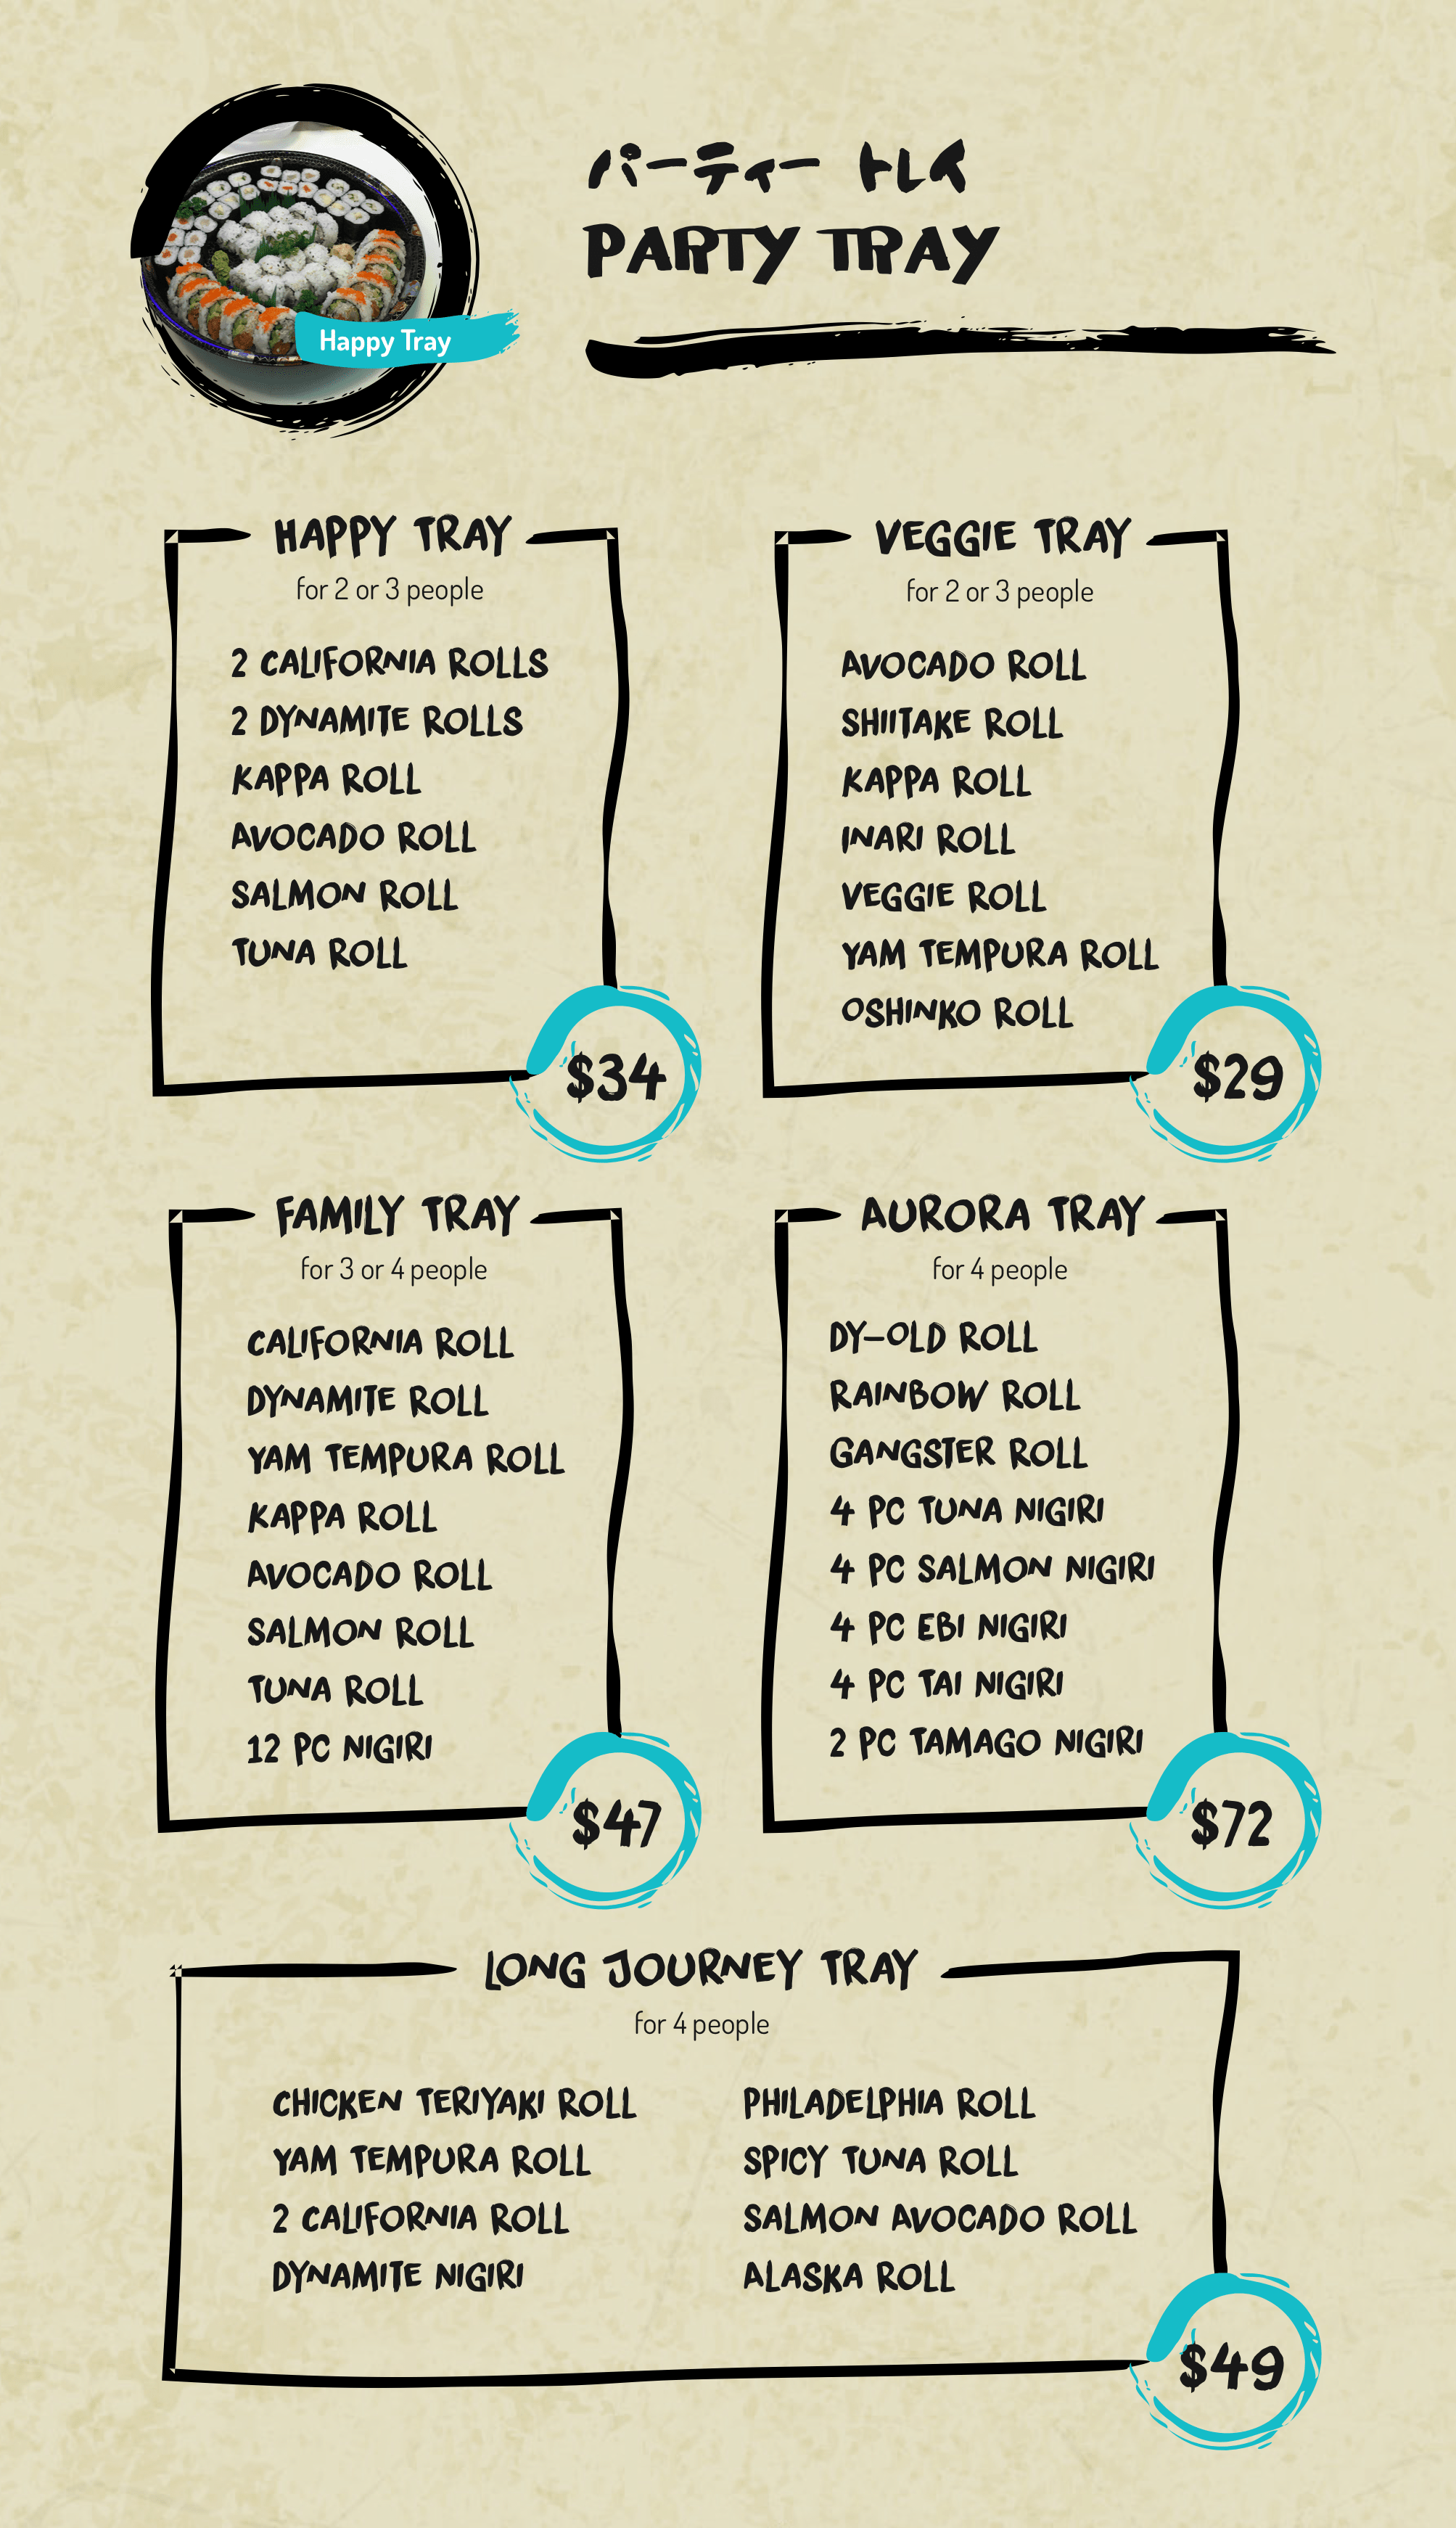 パーティー トレイ
PARTY TRAY
Happy Tray
HAPPY TRAY
for 2 or 3 people
2 CALIFORNIA ROLLS
2 DYNAMITE ROLLS
KAPPA ROLL
AVOCADO ROLL
SALMON ROLL
TUNA ROLL
$34
VEGGIE TRAY
for 2 or 3 people
AVOCADO ROLL
SHIITAKE ROLL
KAPPA ROLL
INARI ROLL
VEGGIE ROLL
YAM TEMPURA ROLL
OSHINKO ROLL
$29
FAMILY TRAY
for 3 or 4 people
CALIFORNIA ROLL
DYNAMITE ROLL
YAM TEMPURA ROLL
KAPPA ROLL
AVOCADO ROLL
SALMON ROLL
TUNA ROLL
12 PC NIGIRI
$47
AURORA TRAY
for 4 people
DY-OLD ROLL
RAINBOW ROLL
GANGSTER ROLL
4 PC TUNA NIGIRI
4 PC SALMON NIGIRI
4 PC EBI NIGIRI
4 PC TAI NIGIRI
2 PC TAMAGO NIGIRI
$72
LONG JOURNEY TRAY
for 4 people
CHICKEN TERIYAKI ROLL
YAM TEMPURA ROLL
2 CALIFORNIA ROLL
DYNAMITE NIGIRI
PHILADELPHIA ROLL
SPICY TUNA ROLL
SALMON AVOCADO ROLL
ALASKA ROLL
$49